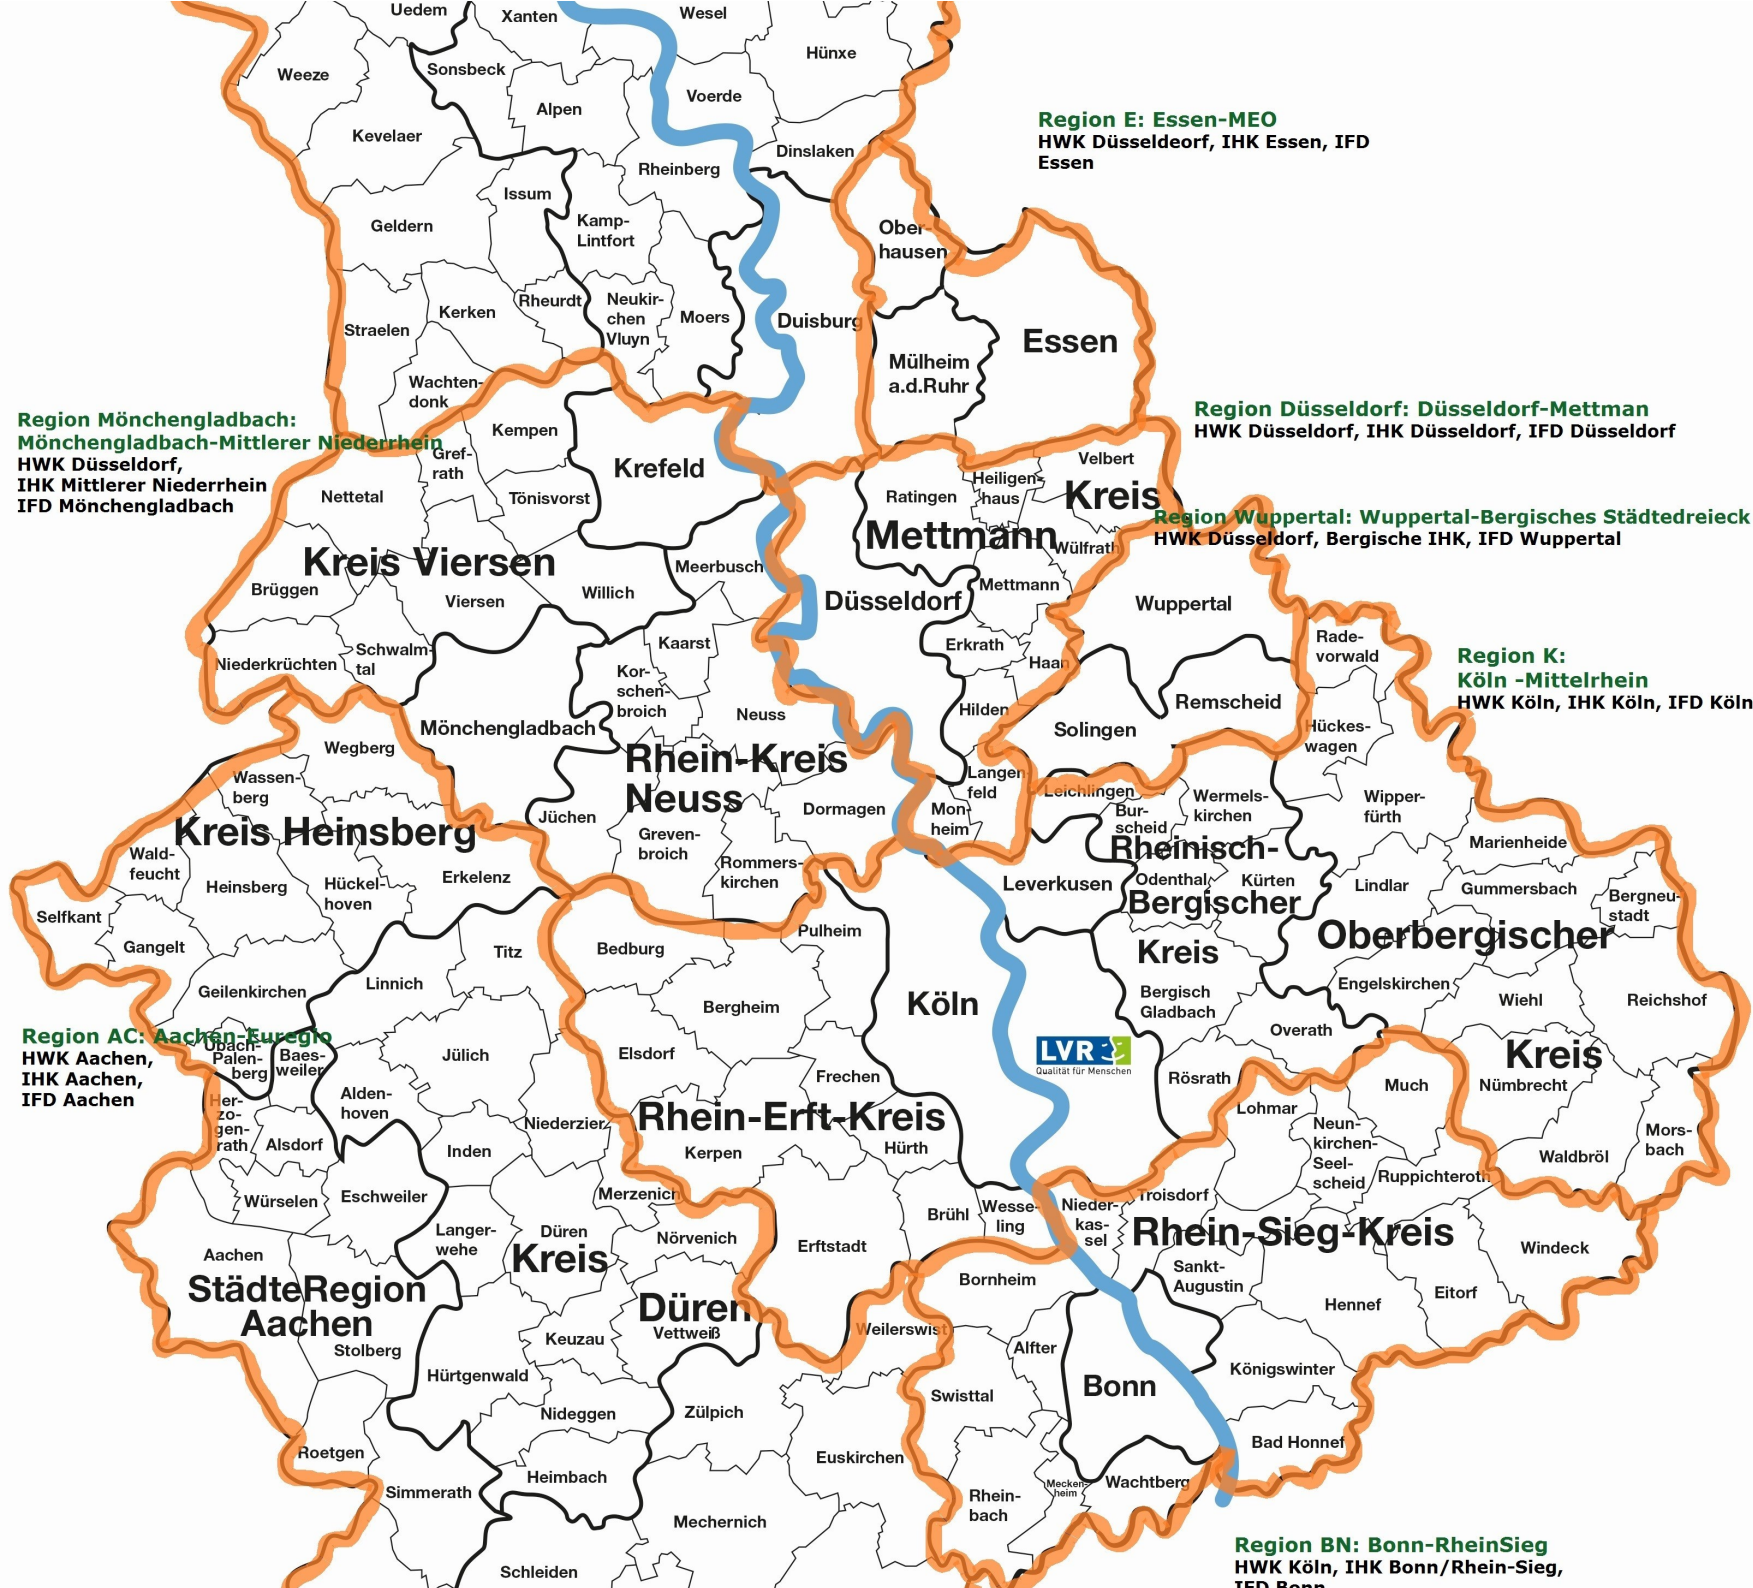 Uedem
Xanten
Wesel
Hünxe
Weeze
Sonsbeck
Alpen
Voerde
Kevelaer
Dinslaken
Rheinberg
Region E: Essen-MEO
HWK Düsseldeorf, IHK Essen, IFD
Essen
Issum
Geldern
Kamp-
Lintfort
Ober-
hausen
Straelen
Kerken
Rheurdt
Neukir-
chen
Vluyn
Moers
Duisburg
Essen
Mülheim
a.d.Ruhr
Wachten-
donk
Region Mönchengladbach:
Mönchengladbach-Mittlerer Niederrhein
HWK Düsseldorf,
IHK Mittlerer Niederrhein
IFD Mönchengladbach
Region Düsseldorf: Düsseldorf-Mettman
HWK Düsseldorf, IHK Düsseldorf, IFD Düsseldorf
Kempen
Gref-
rath
Krefeld
Nettetal
Tönisvorst
Velbert
Heiligen-
haus
Ratingen
Kreis
Mettmann
Wülfrath
Region Wuppertal: Wuppertal-Bergisches Städtedreieck
HWK Düsseldorf, Bergische IHK, IFD Wuppertal
Kreis Viersen
Meerbusch
Brüggen
Viersen
Willich
Mettmann
Düsseldorf
Wuppertal
Kaarst
Erkrath
Haan
Niederkrüchten
Schwalm-
tal
Kor-
schen-
broich
Rade-
vorwald
Region K:
Köln -Mittelrhein
HWK Köln, IHK Köln, IFD Köln
Mönchengladbach
Neuss
Hilden
Solingen
Remscheid
Hückes-
wagen
Wegberg
Rhein-Kreis
Neuss
Wassen-
berg
Langen-
feld
Leichlingen
Wermels-
kirchen
Wipper-
fürth
Kreis Heinsberg
Jüchen
Dormagen
Mon-
heim
Bur-
scheid
Greven-
broich
Rommers-
kirchen
Rheinisch-
Bergischer
Kreis
Marienheide
Wald-
feucht
Heinsberg
Hückel-
hoven
Erkelenz
Leverkusen
Odenthal
Kürten
Lindlar
Gummersbach
Bergneu-
stadt
Selfkant
Gangelt
Titz
Bedburg
Pulheim
Oberbergischer
Kreis
Geilenkirchen
Linnich
Bergheim
Köln
Bergisch
Gladbach
Engelskirchen
Wiehl
Reichshof
Overath
Region AC: Aachen-Euregio
HWK Aachen,
IHK Aachen,
IFD Aachen
Übach-
Palen-
berg
Baes-
weiler
Jülich
Elsdorf
LVR
Qualität für Menschen
Frechen
Rösrath
Much
Nümbrecht
Her-
zo-
gen-
rath
Alsdorf
Alden-
hoven
Niederzier
Rhein-Erft-Kreis
Lohmar
Neun-
kirchen-
Seel-
scheid
Mors-
bach
Inden
Kerpen
Hürth
Waldbröl
Ruppichteroth
Würselen
Eschweiler
Merzenich
Brühl
Wesse-
ling
Nieder-
kas-
sel
Troisdorf
Rhein-Sieg-Kreis
Aachen
Langer-
wehe
Düren
Nörvenich
Erftstadt
Windeck
Kreis
Düren
StädteRegion
Aachen
Bornheim
Sankt-
Augustin
Hennef
Eitorf
Stolberg
Keuzau
Vettweiß
Weilerswist
Alfter
Hürtgenwald
Swisttal
Bonn
Königswinter
Nideggen
Zülpich
Roetgen
Heimbach
Euskirchen
Bad Honnef
Simmerath
Rhein-
bach
Mecken-
heim
Wachtberg
Mechernich
Schleiden
Region BN: Bonn-RheinSieg
HWK Köln, IHK Bonn/Rhein-Sieg,
IFD Bonn